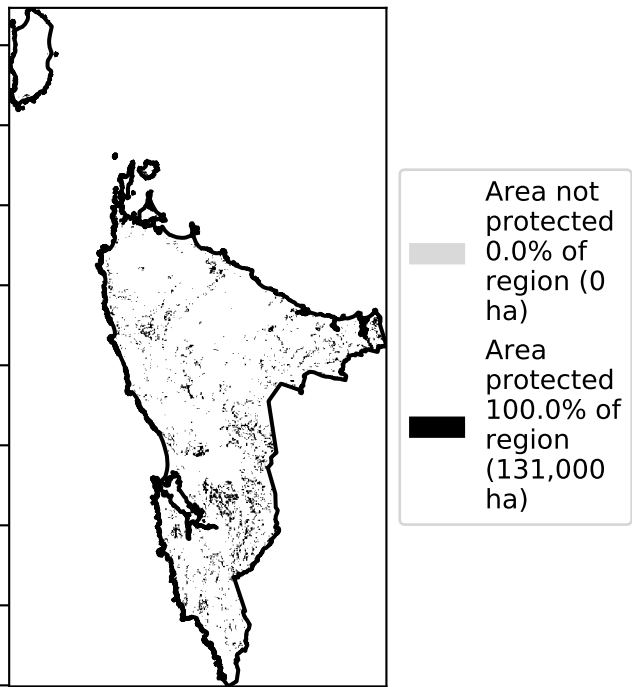 Area not
protected
0.0% of
region (0
ha)
Area
protected
100.0% of
region
(131,000
ha)